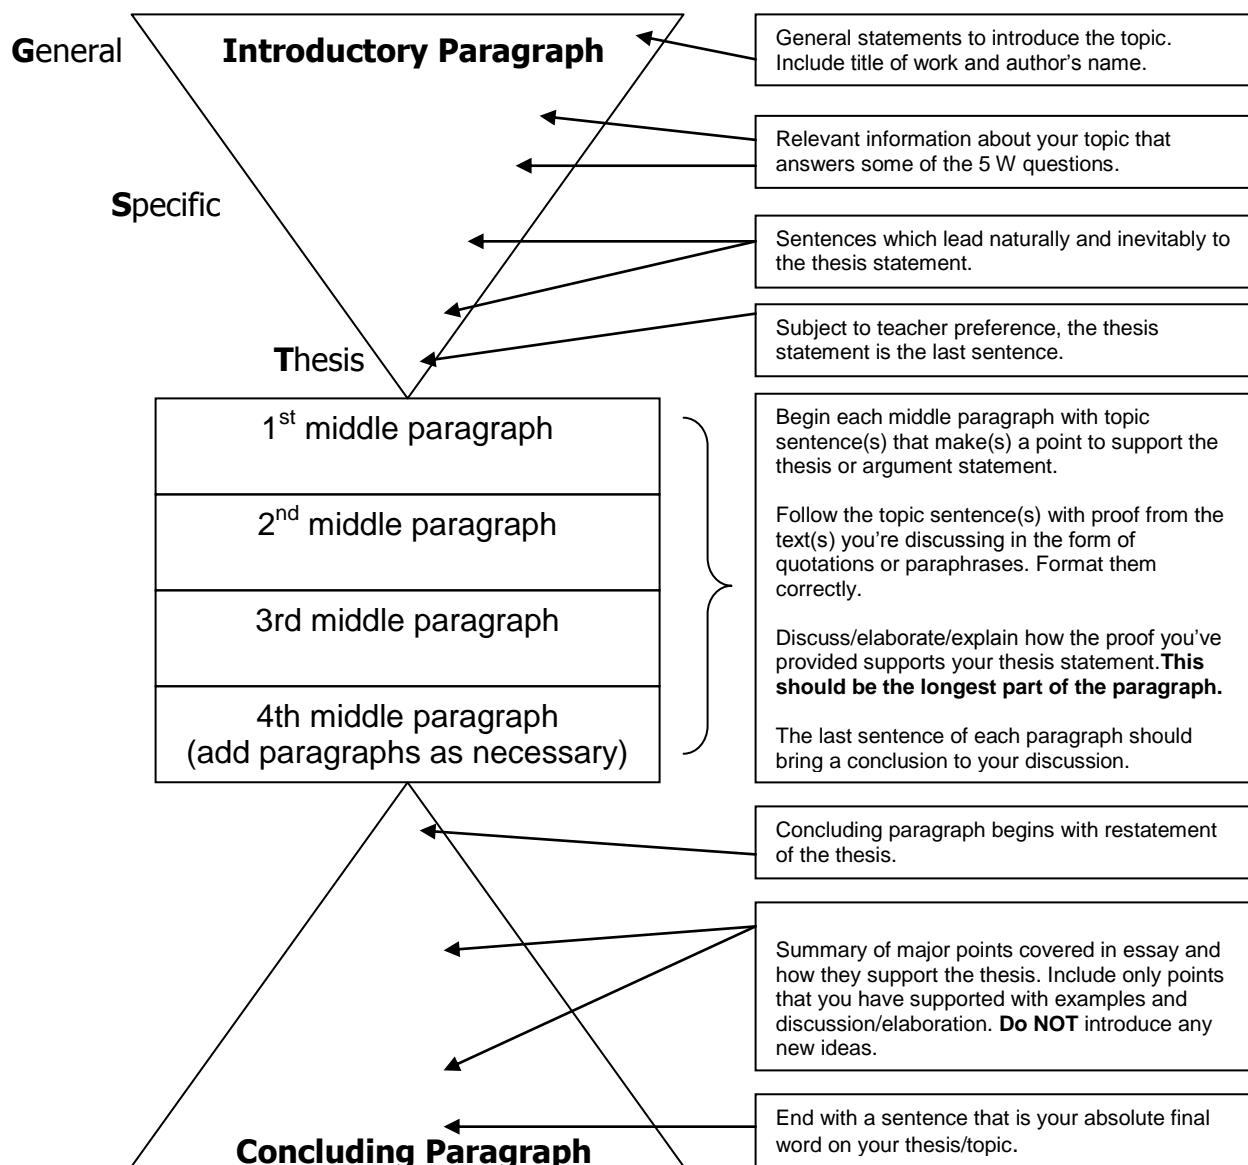 General
Introductory Paragraph
General statements to introduce the topic.
Include title of work and author's name.
Relevant information about your topic that
answers some of the 5 W questions.
Specific
Sentences which lead naturally and inevitably to
the thesis statement.
Subject to teacher preference, the thesis
statement is the last sentence.
Thesis
1st middle paragraph
2nd middle paragraph
3rd middle paragraph
4th middle paragraph
(add paragraphs as necessary)
Begin each middle paragraph with topic
sentence(s) that make(s) a point to support the
thesis or argument statement.
Follow the topic sentence(s) with proof from the
text(s) you're discussing in the form of
quotations or paraphrases. Format them
correctly.
Discuss/elaborate/explain how the proof you've
provided supports your thesis statement.This
should be the longest part of the paragraph.
The last sentence of each paragraph should
bring a conclusion to your discussion.
Concluding paragraph begins with restatement
of the thesis.
Summary of major points covered in essay and
how they support the thesis. Include only points
that you have supported with examples and
discussion/elaboration. Do NOT introduce any
new ideas.
End with a sentence that is your absolute final
word on your thesis/topic.
Concluding Paragraph